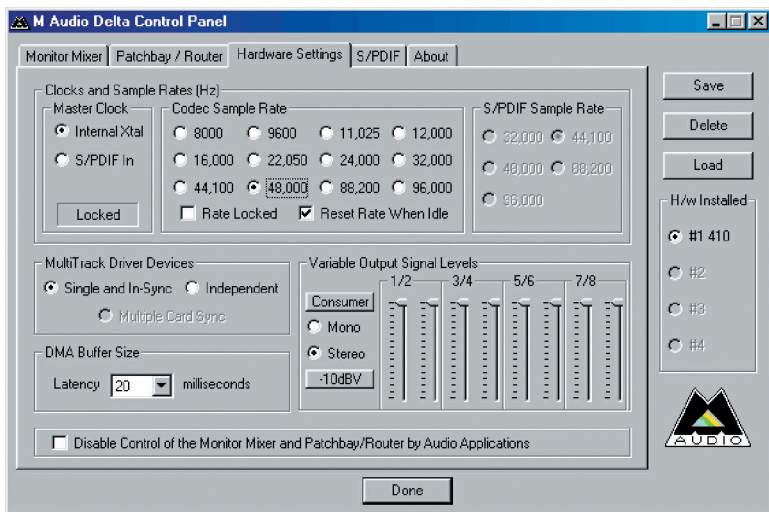 M Audio Delta Control Panel
Monitor Mixer
Patchbay / Router
Hardware Settings
S/PDIF
About
Clocks and Sample Rates (Hz)
Master Clock
Internal Xtal
S/PDIF In
Locked
Codec Sample Rate
8000 9600 11,025 12,000
16,000 22,050 24,000 32,000
44,100 48,000 88,200 96,000
Rate Locked Reset Rate When Idle
S/PDIF Sample Rate
32,000 44,100
48,000 88,200
96,000
MultiTrack Driver Devices
Single and In-Sync Independent
Multiple Card Sync
DMA Buffer Size
Latency 20 miliseconds
Variable Output Signal Levels
1/2 3/4 5/6 7/8
Consumer
Mono
Stereo
-10dBV
Disable Control of the Monitor Mixer and Patchbay/Router by Audio Applications
Save
Delete
Load
H/w Installed
#1 410
#2
#3
#4
M
AUDIO
Done